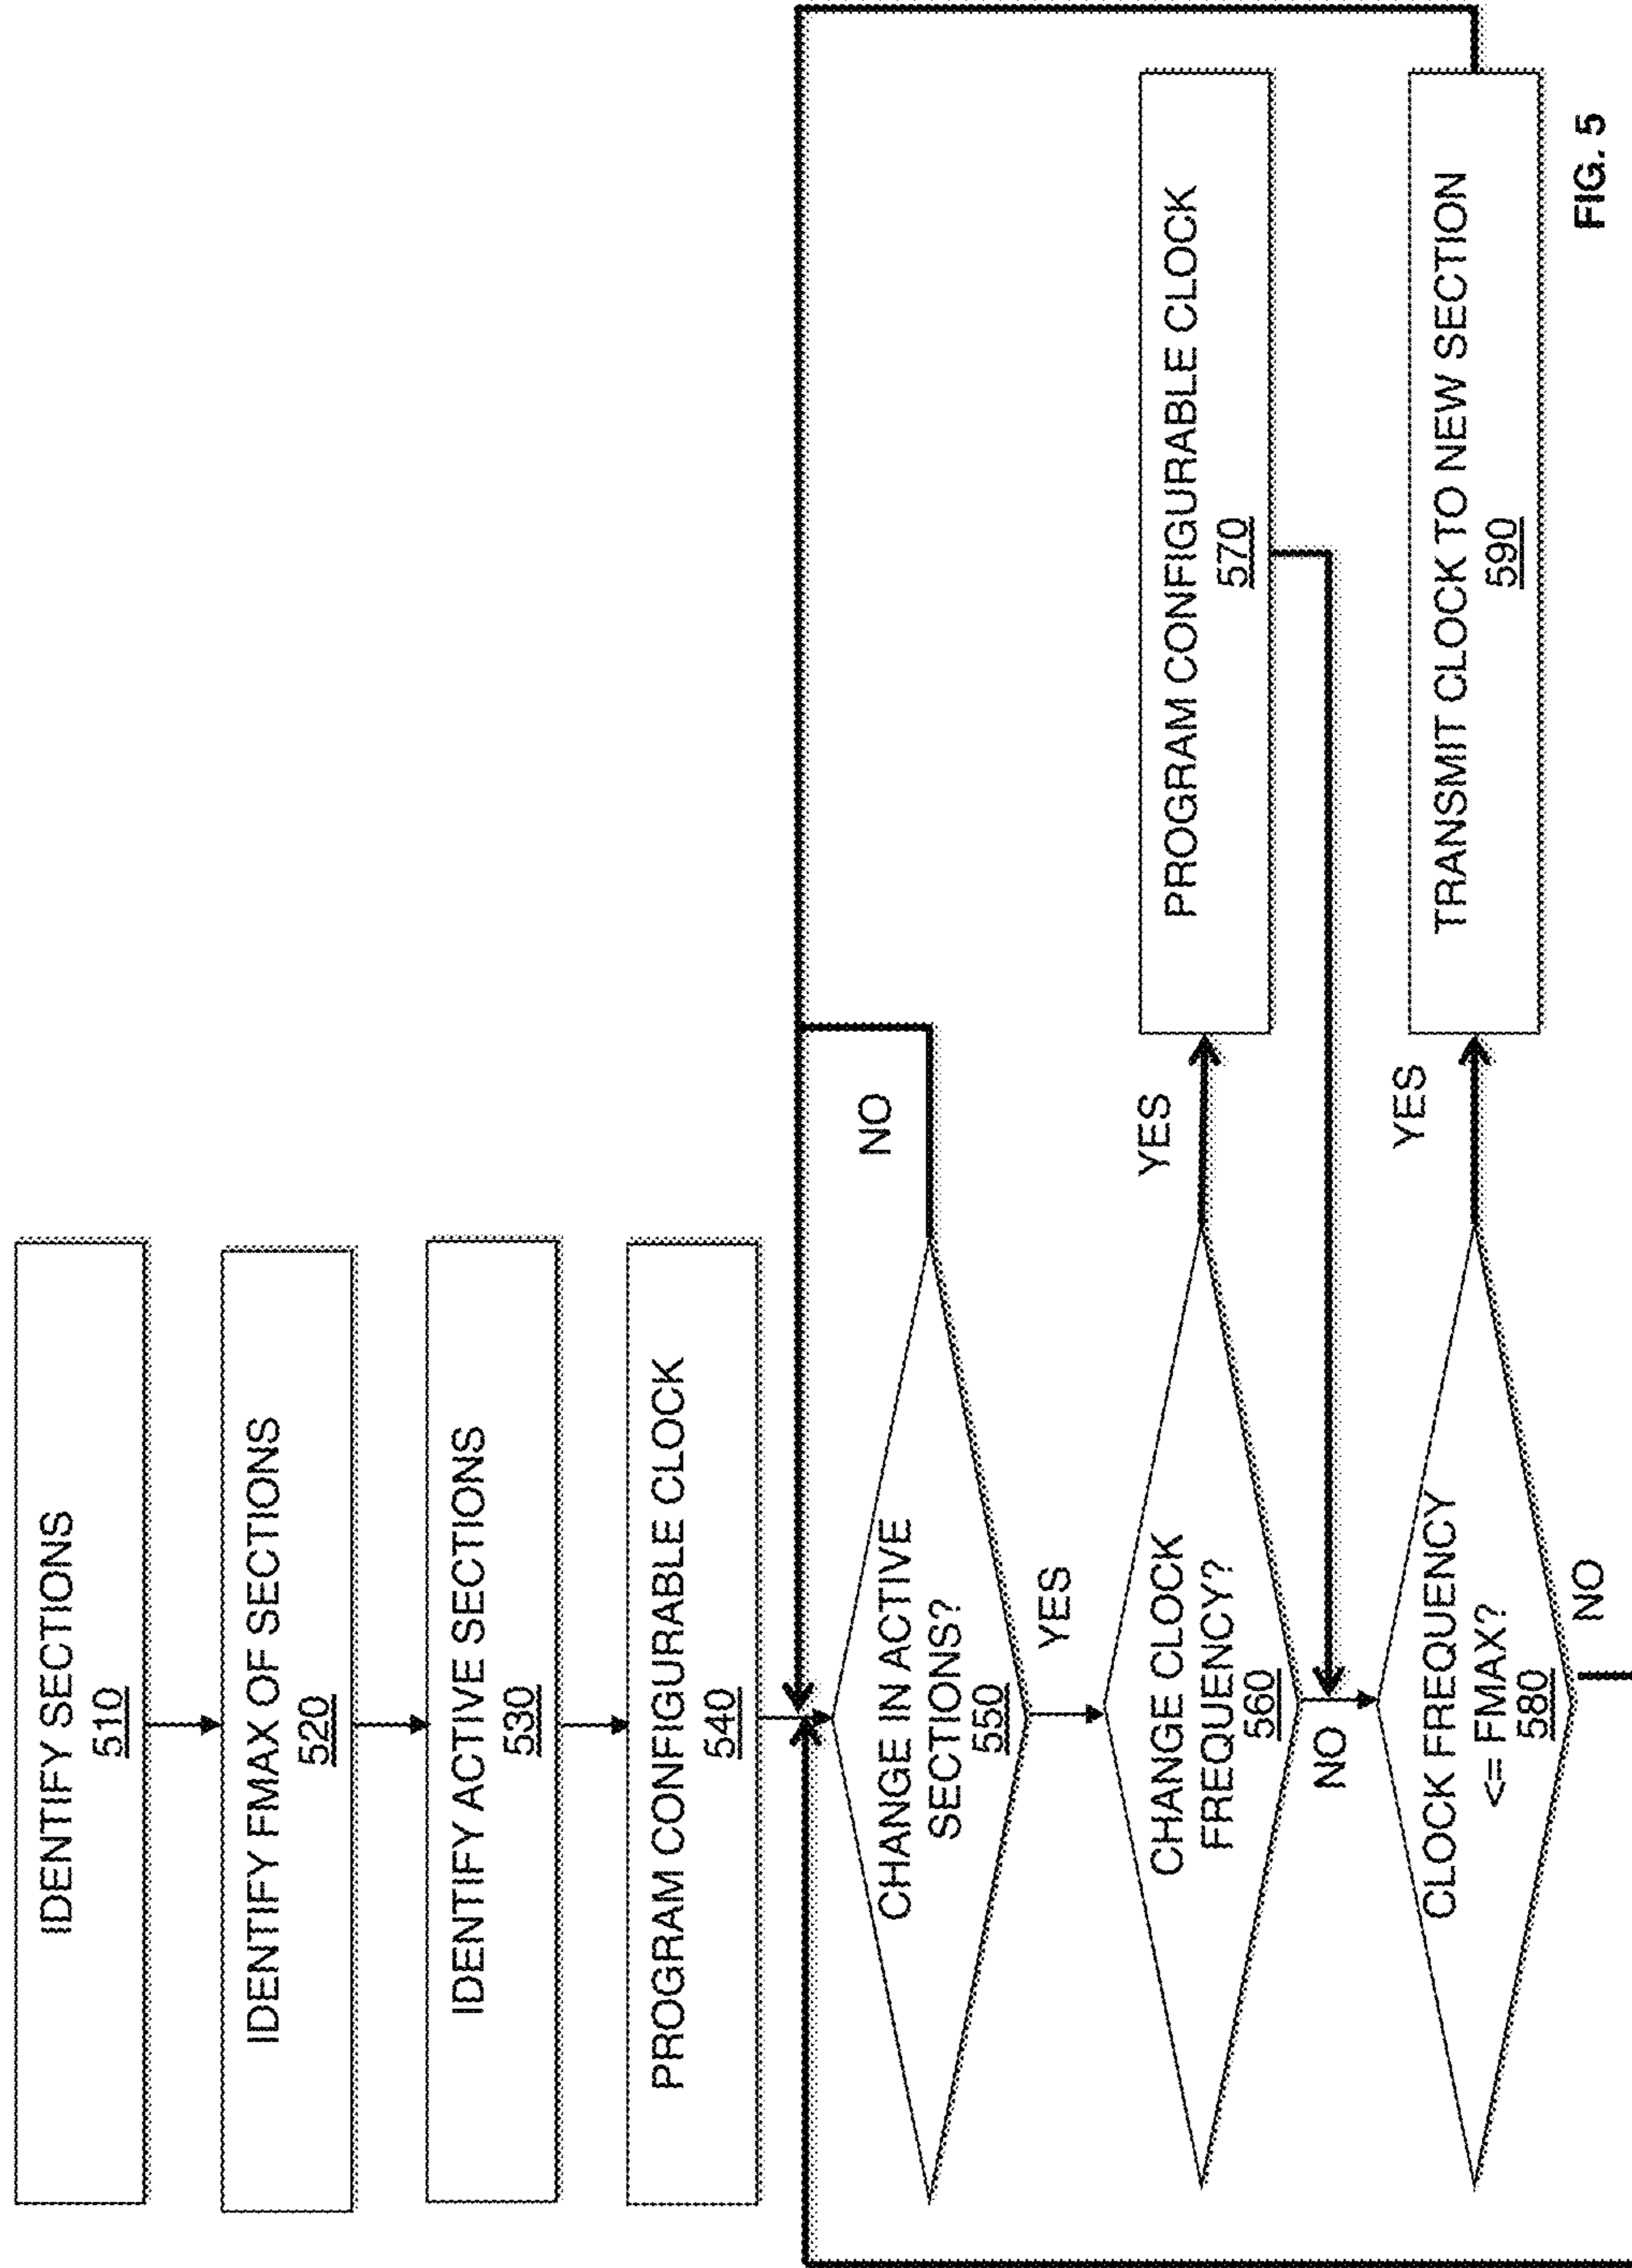 IDENTIFY SECTIONS
510
IDENTIFY FMAX OF SECTIONS
520
IDENTIFY ACTIVE SECTIONS
530
PROGRAM CONFIGURABLE CLOCK
540
CHANGE IN ACTIVE
SECTIONS?
550
NO
YES
CHANGE CLOCK
FREQUENCY?
560
YES
PROGRAM CONFIGURABLE CLOCK
570
NO
CLOCK FREQUENCY
<= FMAX?
580
YES
TRANSMIT CLOCK TO NEW SECTION
590
NO
FIG. 5